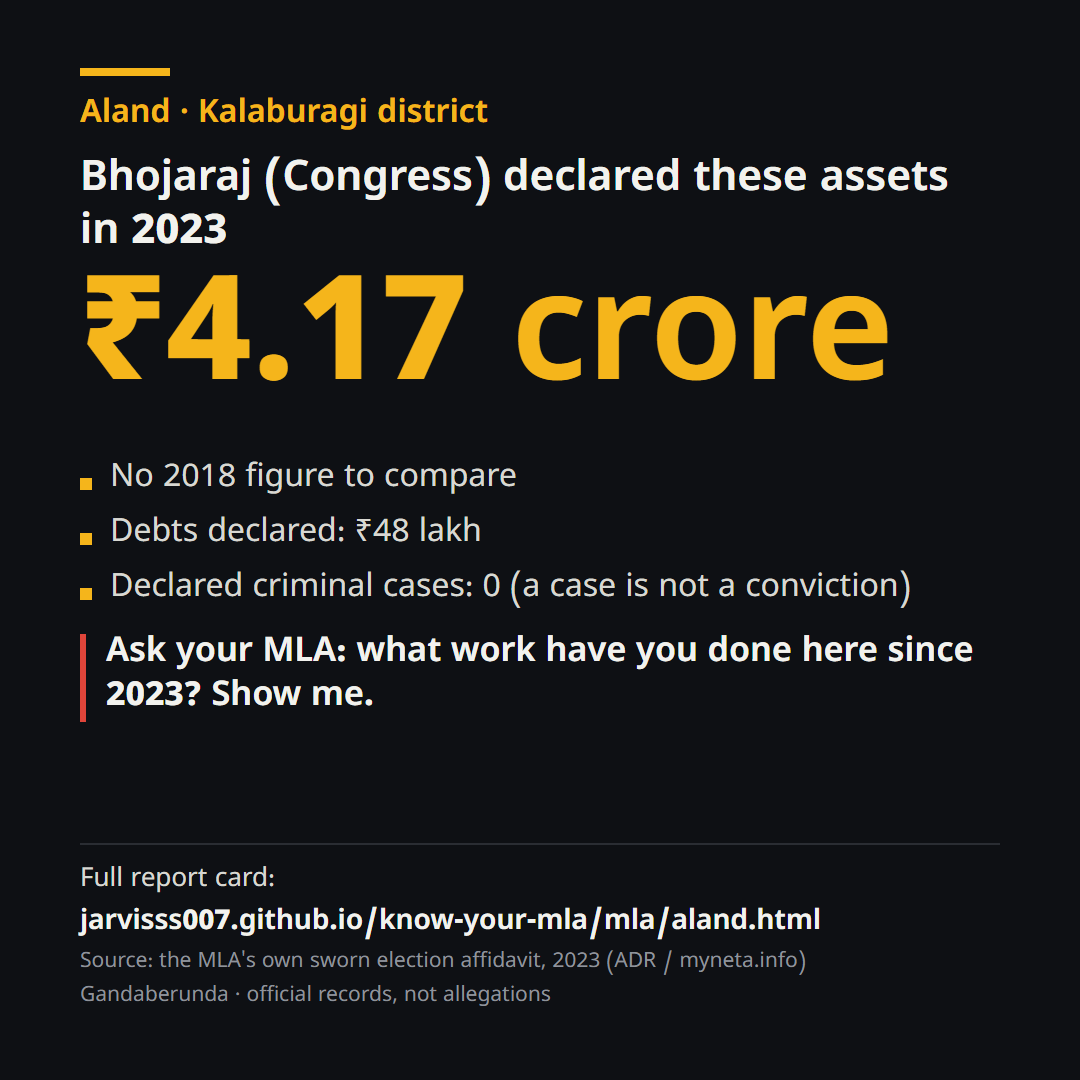 Aland · Kalaburagi district
Bhojaraj (Congress) declared these assets
in 2023
₹4.17 crore
No 2018 figure to compare
Debts declared: ₹48 lakh
Declared criminal cases: 0 (a case is not a conviction)
Ask your MLA: what work have you done here since
2023? Show me.
Full report card:
jarvisss007.github.io/know-your-mla/mla/aland.html
Source: the MLA's own sworn election affidavit, 2023 (ADR / myneta.info)
Gandaberunda · official records, not allegations